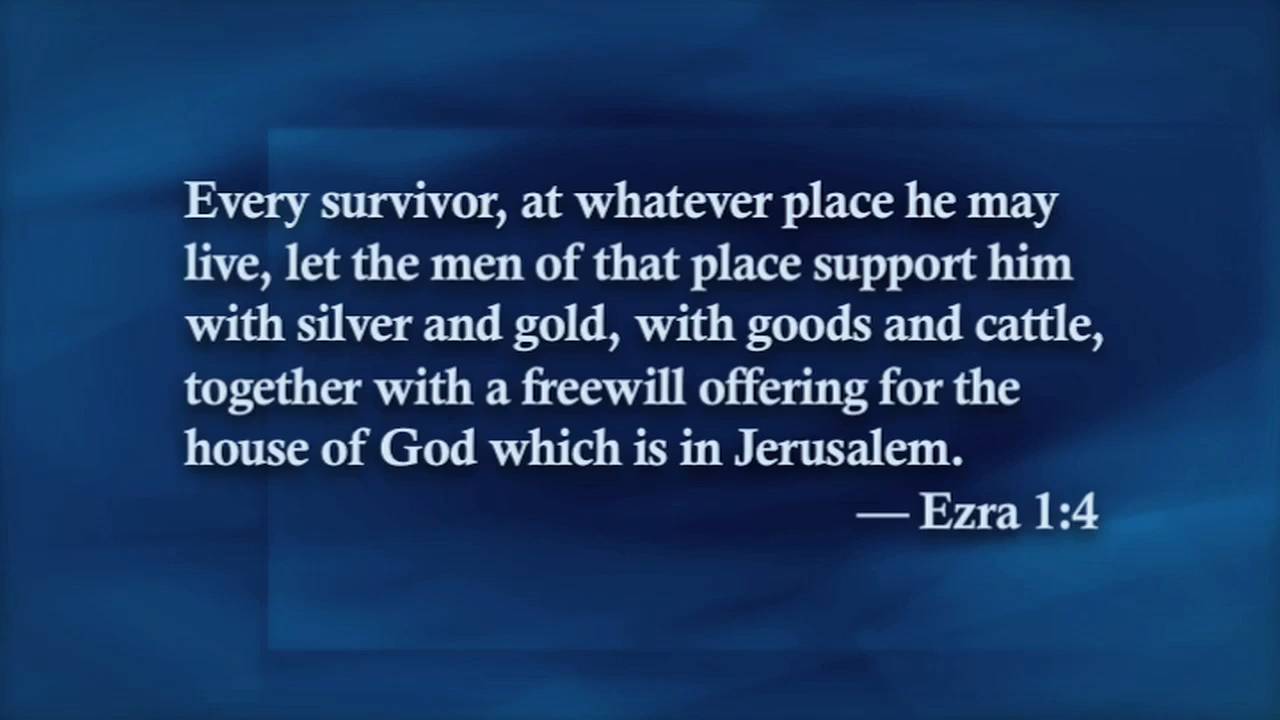 Every survivor, at whatever place he may
live, let the men of that place support him
with silver and gold, with goods and cattle,
together with a freewill offering for the
house of God which is in Jerusalem.
— Ezra 1:4